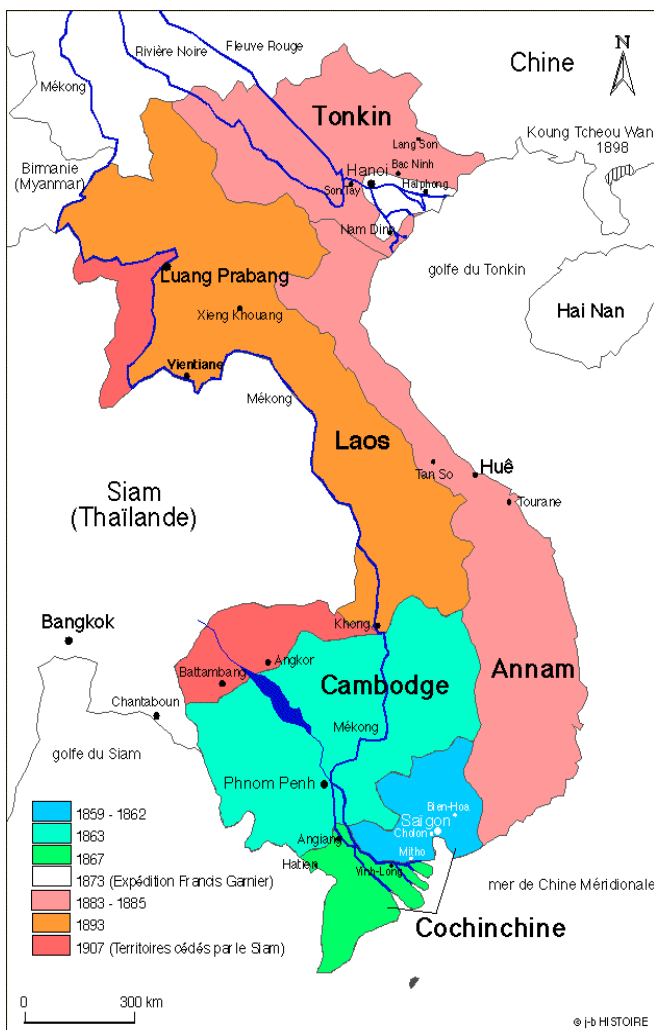 Fleuve Rouge
Rivière Noire
N
Chine
Mékong
Tonkin
Lang Son
Koung Tcheou Wan
1898
Birmanie
(Myanmar)
Bac Ninh
Hanoi
Son Tay
Haïphong
Nam Dinh
golfe du Tonkin
Luang Prabang
Hai Nan
Xieng Khouang
Vientiane
Mékong
Laos
Huê
Tan So
Siam
(Thaïlande)
Tourane
Bangkok
Khong
Angkor
Battambang
Annam
Cambodge
Chantaboun
Mékong
golfe du Siam
Phnom Penh
Bien-Hoa
Saïgon
Cholon
Angiang
Mitho
Hatien
Vinh-Long
mer de Chine Méridionale
Cochinchine
1859 - 1862
1863
1867
1873 (Expédition Francis Garnier)
1883 - 1885
1893
1907 (Territoires cédés par le Siam)
0 300 km
© j-b HISTOIRE